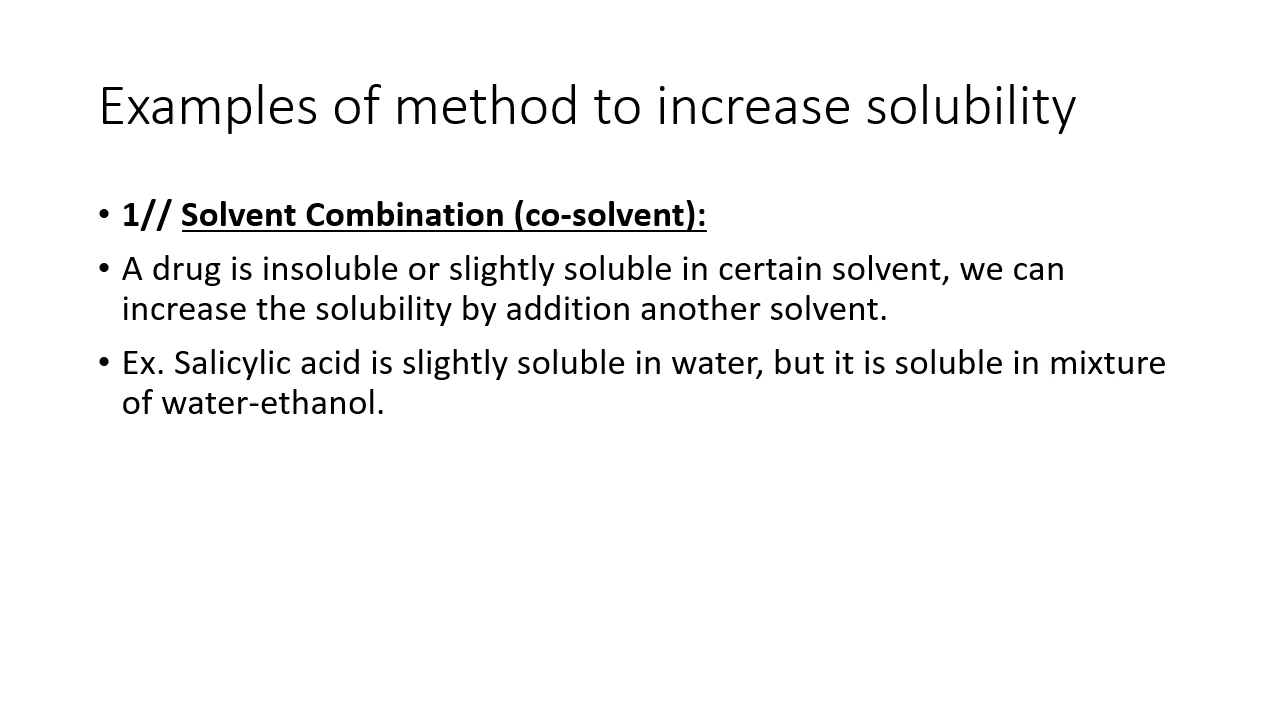 Examples of method to increase solubility
• 1// Solvent Combination (co-solvent):
• A drug is insoluble or slightly soluble in certain solvent, we can
increase the solubility by addition another solvent.
• Ex. Salicylic acid is slightly soluble in water, but it is soluble in mixture
of water-ethanol.